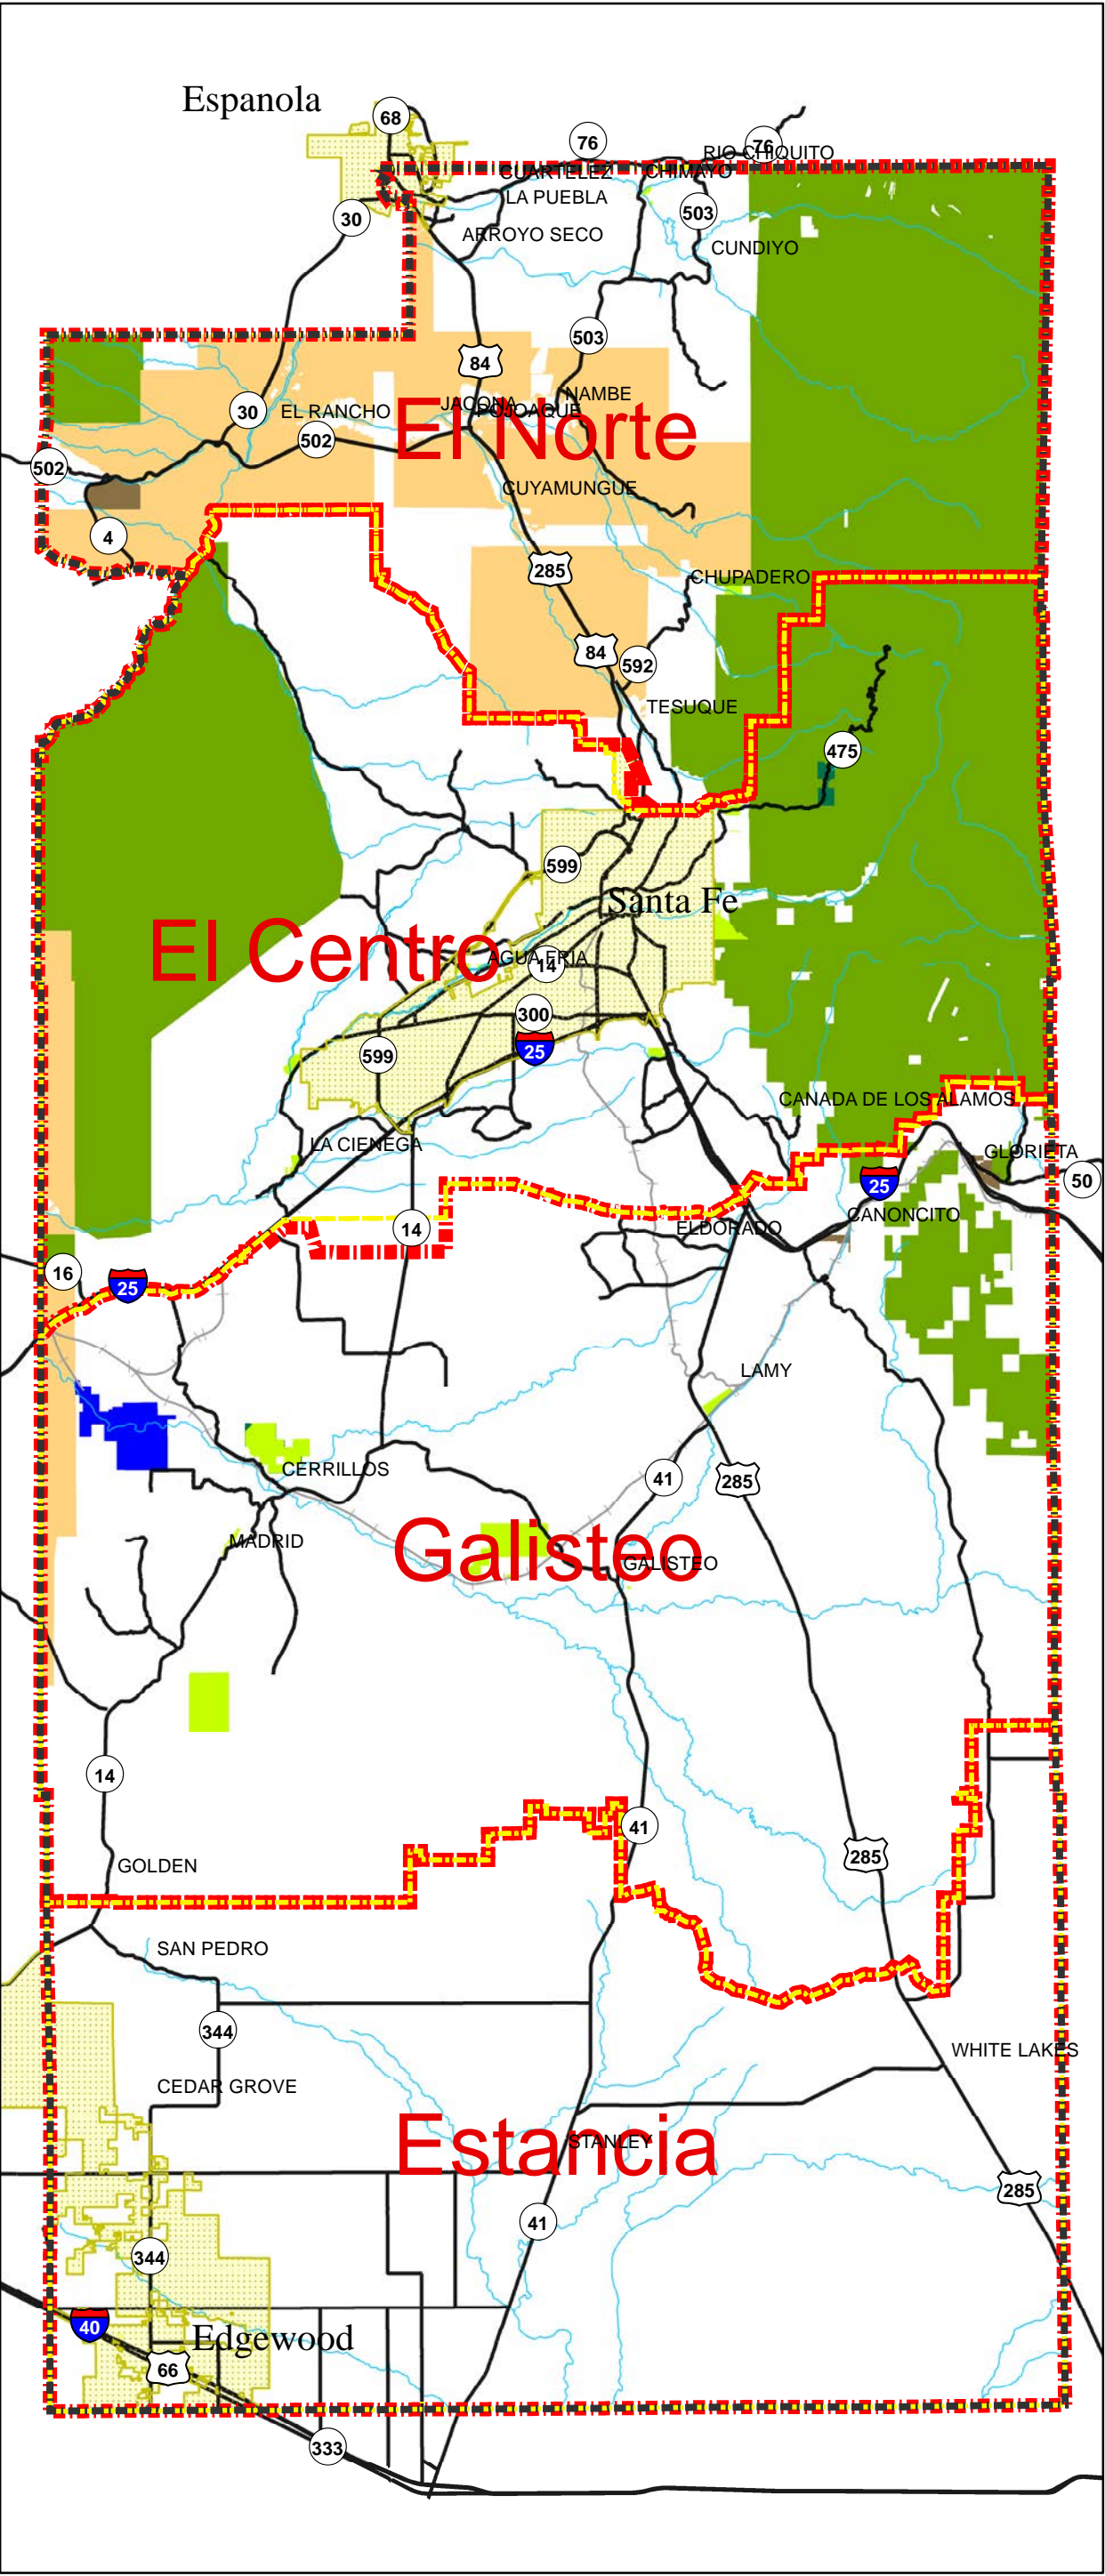 Espanola
68
76
76
RIO CHIQUITO
CUARTELEZ
CHIMAYO
LA PUEBLA
503
30
ARROYO SECO
CUNDIYO
503
84
NAMBE
JACONA
POJOAQUE
30
EL RANCHO
El Norte
502
502
CUYAMUNGUE
4
285
CHUPADERO
84
592
TESUQUE
475
599
Santa Fe
El Centro
AGUA FRIA
14
300
25
599
CANADA DE LOS ALAMOS
LA CIENEGA
GLORIETA
50
25
CANONCITO
14
ELDORADO
16
25
LAMY
CERRILLOS
41
285
MADRID
Galisteo
GALISTEO
14
41
285
GOLDEN
SAN PEDRO
344
WHITE LAKES
CEDAR GROVE
Estancia
STANLEY
285
41
344
40
Edgewood
66
333